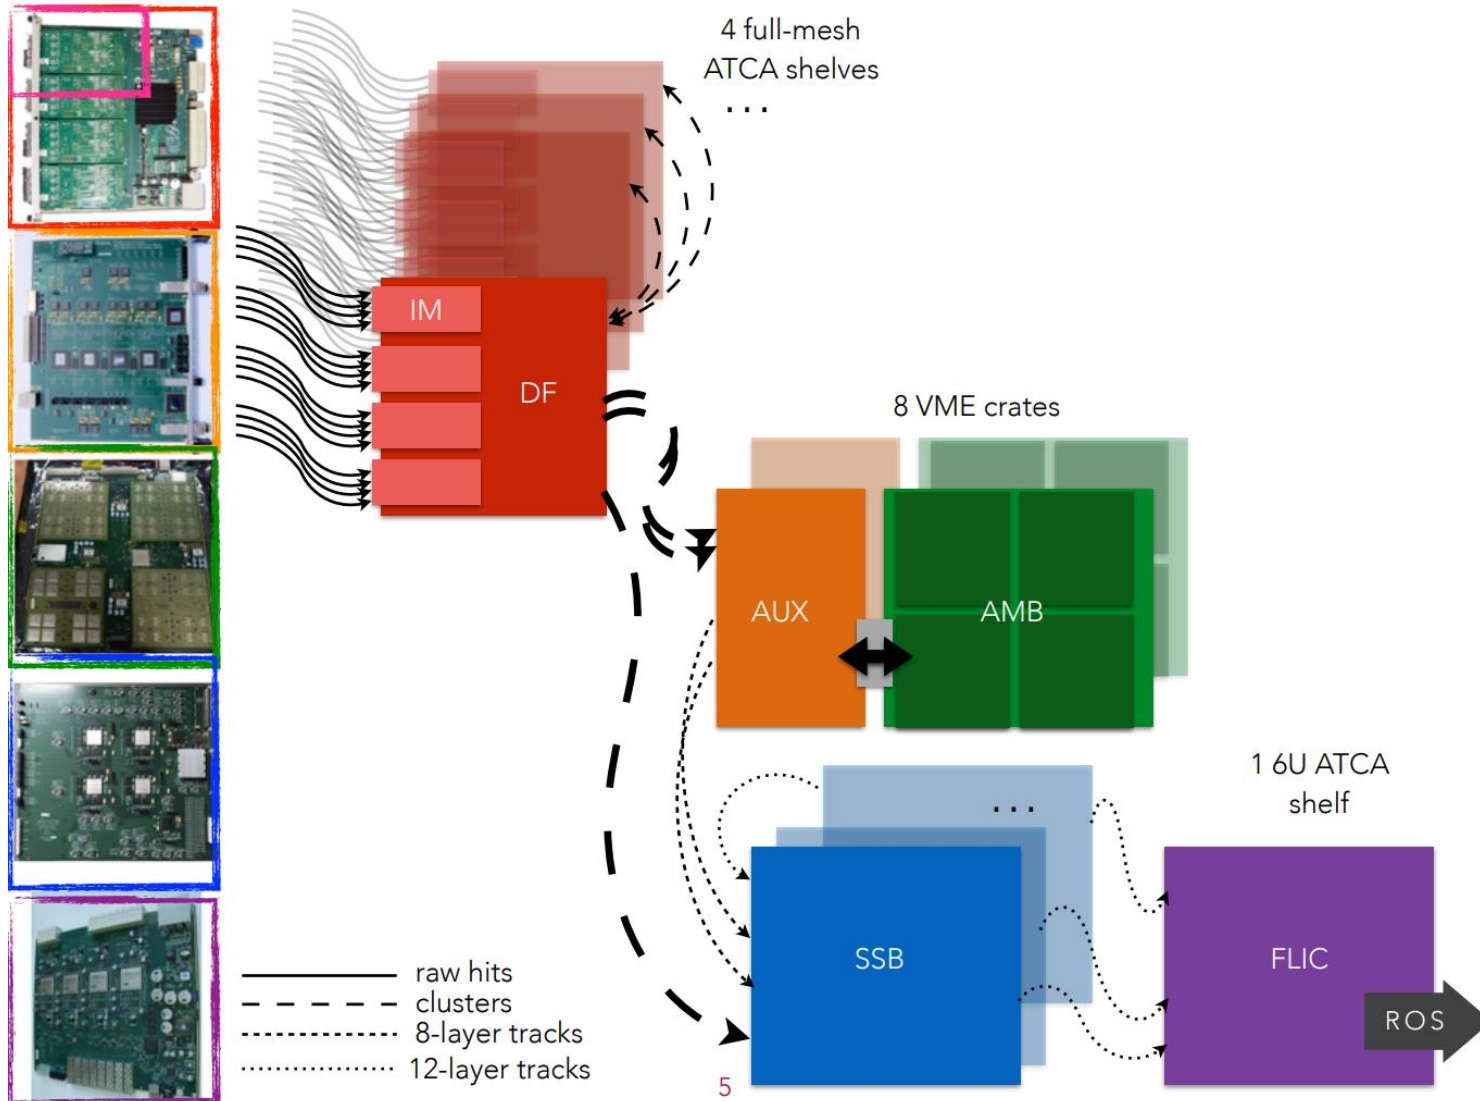 4 full-mesh
ATCA shelves
...
IM
DF
8 VME crates
AUX
AMB
1 6U ATCA
shelf
...
SSB
FLIC
ROS
raw hits
clusters
8-layer tracks
12-layer tracks
5